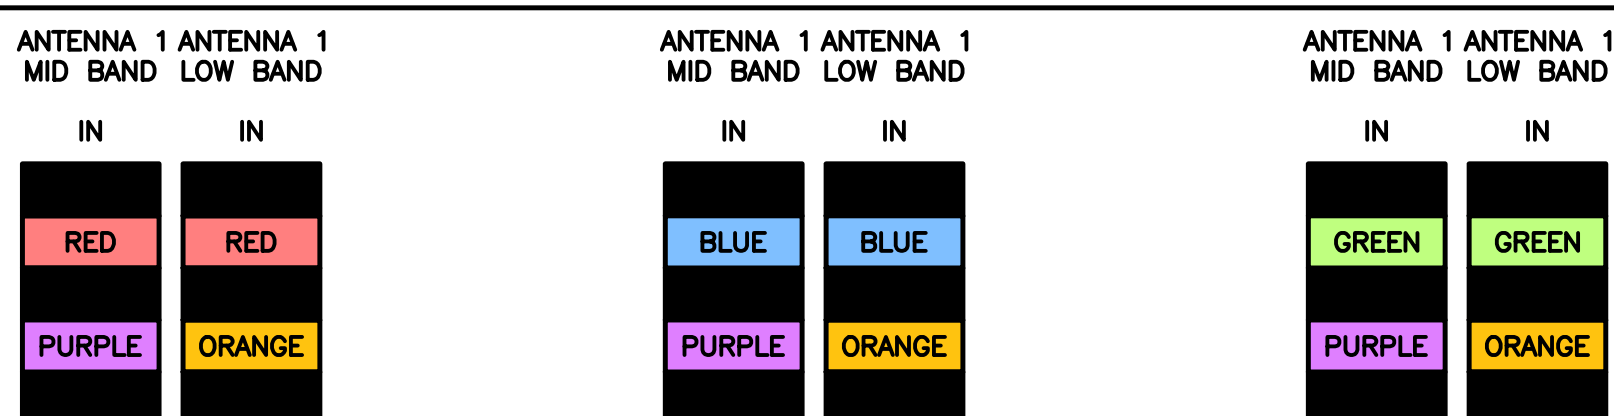 ANTENNA 1 ANTENNA 1 ANTENNA 1 ANTENNA 1 ANTENNA 1 ANTENNA 1
MID BAND LOW BAND MID BAND LOW BAND MID BAND LOW BAND
IN IN IN IN IN IN
RED RED BLUE BLUE GREEN GREEN
PURPLE ORANGE PURPLE ORANGE PURPLE ORANGE